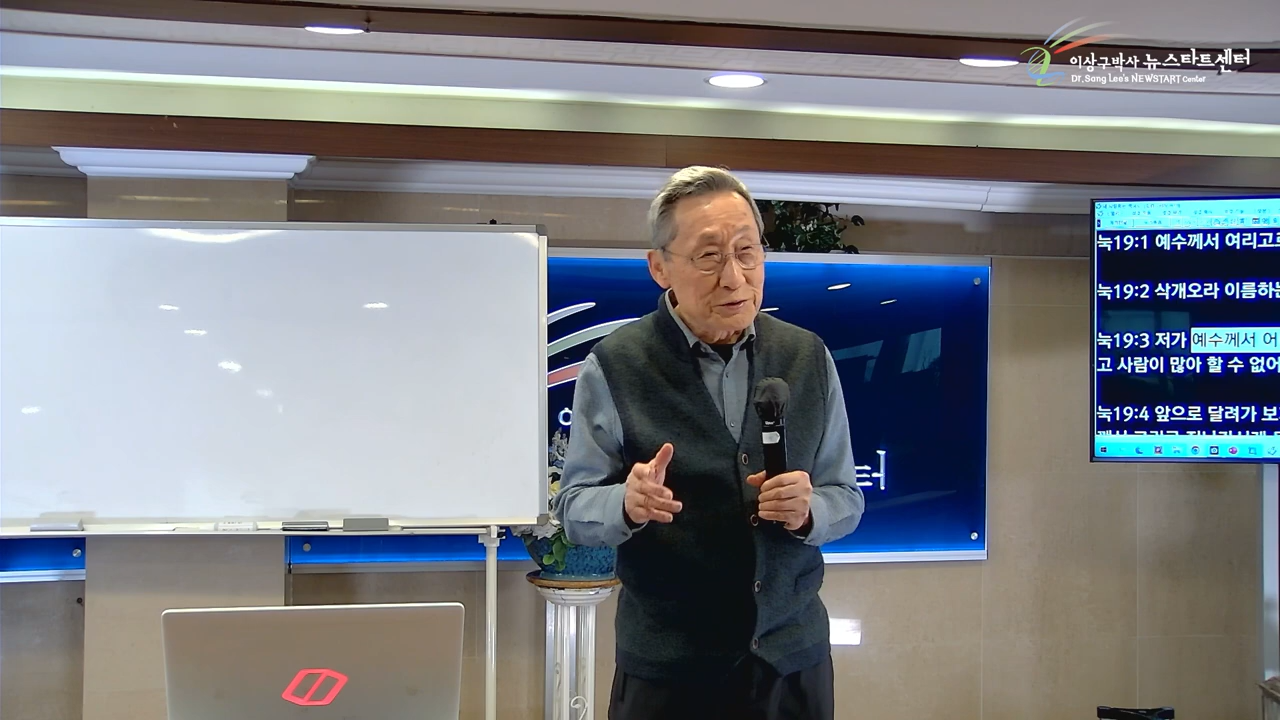 이상구박사 뉴스타트센터
Dr. Sang Lee's NEWSTART Center
눅19:1 예수께서 여리고
눅19:2 삭개오라 이름하는
눅19:3 저가 예수께서 어
고 사람이 많아 할 수 없어
눅19:4 앞으로 달려가 보
터